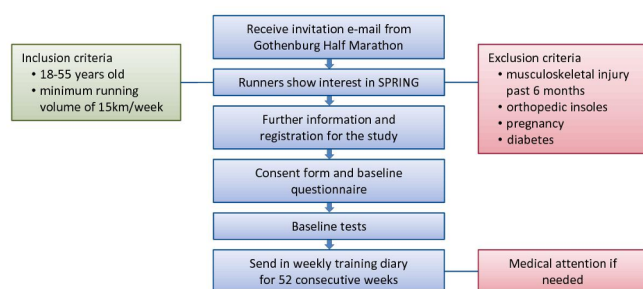 Receive invitation e-mail from
Gothenburg Half Marathon
Inclusion criteria
• 18-55 years old
• minimum running
volume of 15km/week
Runners show interest in SPRING
Exclusion criteria
• musculoskeletal injury
past 6 months
• orthopedic insoles
• pregnancy
• diabetes
Further information and
registration for the study
Consent form and baseline
questionnaire
Baseline tests
Send in weekly training diary
for 52 consecutive weeks
Medical attention if
needed